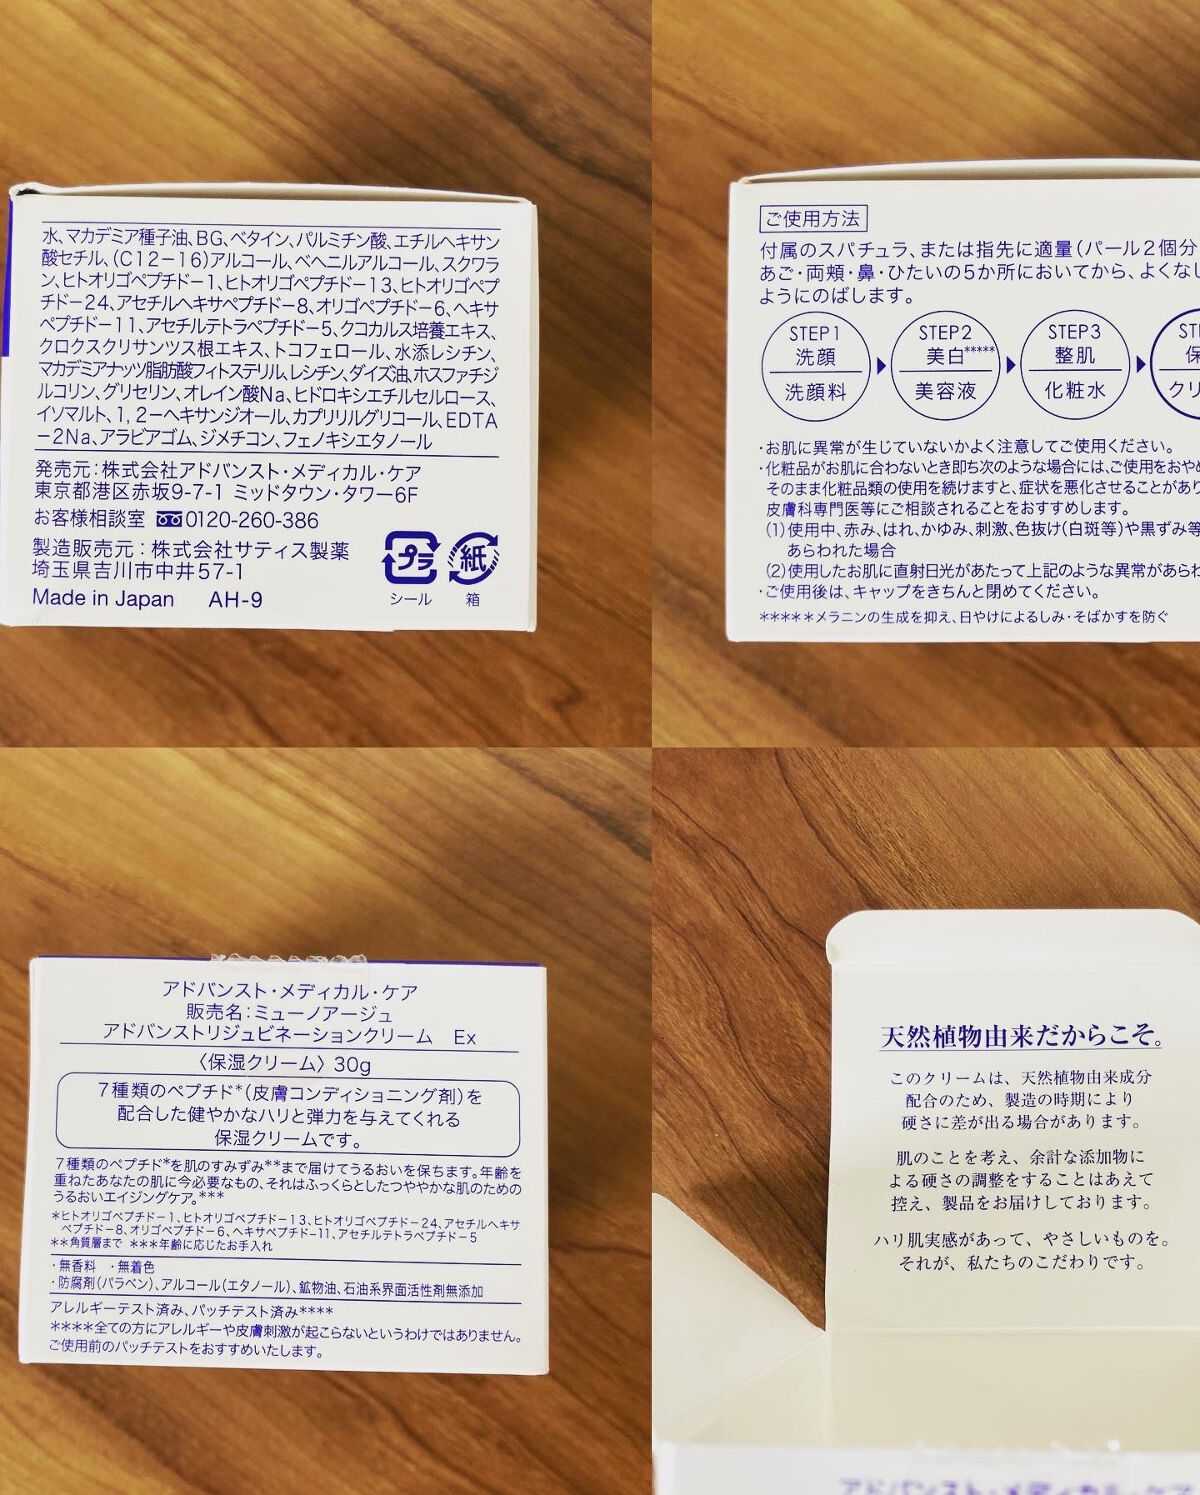 水、マカデミア種子油、BG、ベタイン、パルミチン酸、エチルヘキサン
酸セチル、(C12-16)アルコール、ベヘニルアルコール、スクワラ
ン、ヒトオリゴペプチド-1、ヒトオリゴペプチド-13、ヒトオリゴペプ
チド-24、アセチルヘキサペプチド-8、オリゴペプチド-6、ヘキサ
ペプチド-11、アセチルテトラペプチド-5、クコカルス培養エキス、
クロクスクリサンツス根エキス、トコフェロール、水添レシチン、
マカデミアナッツ脂肪酸フィトステリル、レシチン、ダイズ油、ホスファチジ
ルコリン、グリセリン、オレイン酸Na、ヒドロキシエチルセルロース、
イソマルト、1,2-ヘキサンジオール、カプリリルグリコール、EDTA
-2Na、アラビアゴム、ジメチコン、フェノキシエタノール
発売元:株式会社アドバンスト・メディカル・ケア
東京都港区赤坂9-7-1 ミッドタウン・タワー6F
お客様相談室 0120-260-386
製造販売元:株式会社サティス製薬
埼玉県吉川市中井57-1
Made in Japan AH-9
プラ 紙
シール 箱
ご使用方法
付属のスパチュラ、または指先に適量(パール2個分
あご・両頬・鼻・ひたいの5か所においてから、よくなじ
ようにのばします。
STEP1 洗顔 洗顔料
STEP2 美白***** 美容液
STEP3 整肌 化粧水
・お肌に異常が生じていないかよく注意してご使用ください。
・化粧品がお肌に合わないとき即ち次のような場合には、ご使用をおやめ
そのまま化粧品類の使用を続けますと、症状を悪化させることがあり
皮膚科専門医等にご相談されることをおすすめします。
(1)使用中、赤み、はれ、かゆみ、刺激、色抜け(白斑等)や黒ずみ等
あらわれた場合
(2)使用したお肌に直射日光があたって上記のような異常があらわ
・ご使用後は、キャップをきちんと閉めてください。
*****メラニンの生成を抑え、日やけによるしみ・そばかすを防ぐ
アドバンスト・メディカル・ケア
販売名:ミューノアージュ
アドバンストリジュビネーションクリーム Ex
〈保湿クリーム〉30g
7種類のペプチド*(皮膚コンディショニング剤)を
配合した健やかなハリと弾力を与えてくれる
保湿クリームです。
7種類のペプチド*を肌のすみずみ**まで届けてうるおいを保ちます。年齢を
重ねたあなたの肌に今必要なもの、それはふっくらとしたつややかな肌のための
うるおいエイジングケア。***
*ヒトオリゴペプチド-1、ヒトオリゴペプチド-13、ヒトオリゴペプチド-24、アセチルヘキサ
ペプチド-8、オリゴペプチド-6、ヘキサペプチド-11、アセチルテトラペプチド-5
**角質層まで ***年齢に応じたお手入れ
・無香料 ・無着色
・防腐剤(パラベン)、アルコール(エタノール)、鉱物油、石油系界面活性剤無添加
アレルギーテスト済み、パッチテスト済み****
****全ての方にアレルギーや皮膚刺激が起こらないというわけではありません。
ご使用前のパッチテストをおすすめいたします。
天然植物由来だからこそ。
このクリームは、天然植物由来成分
配合のため、製造の時期により
硬さに差が出る場合があります。
肌のことを考え、余計な添加物に
よる硬さの調整をすることはあえて
控え、製品をお届けしております。
ハリ肌実感があって、やさしいものを。
それが、私たちのこだわりです。
アドバンスト・メディカル・ケア